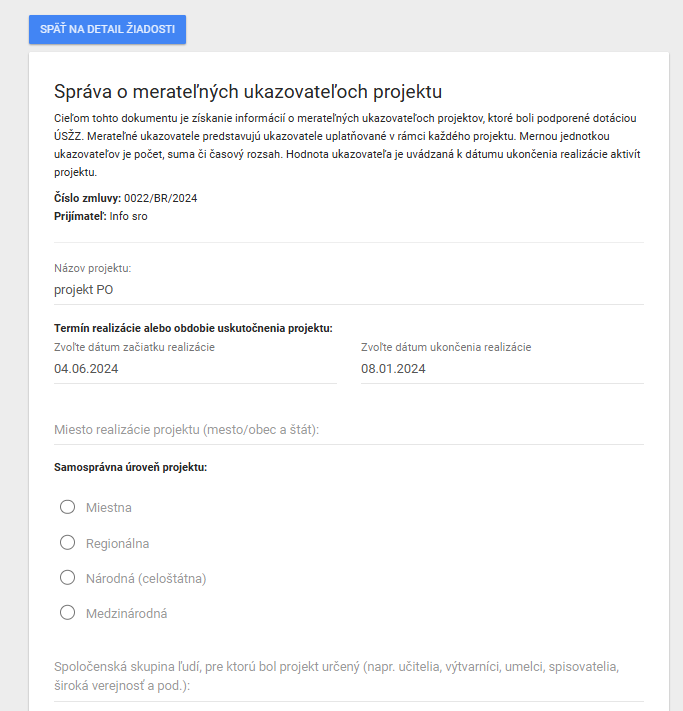 SPÄŤ NA DETAIL ŽIADOSTI
Správa o merateľných ukazovateľoch projektu
Cieľom tohto dokumentu je získanie informácií o merateľných ukazovateľoch projektov, ktoré boli podporené dotáciou
ÚSŽZ. Merateľné ukazovatele predstavujú ukazovatele uplatňované v rámci každého projektu. Mernou jednotkou
ukazovateľov je počet, suma či časový rozsah. Hodnota ukazovateľa je uvádzaná k dátumu ukončenia realizácie aktivít
projektu.
Číslo zmluvy: 0022/BR/2024
Prijímateľ: Info sro
Názov projektu:
projekt PO
Termín realizácie alebo obdobie uskutočnenia projektu:
Zvoľte dátum začiatku realizácie
Zvoľte dátum ukončenia realizácie
04.06.2024
08.01.2024
Miesto realizácie projektu (mesto/obec a štát):
Samosprávna úroveň projektu:
Miestna
Regionálna
Národná (celoštátna)
Medzinárodná
Spoločenská skupina ľudí, pre ktorú bol projekt určený (napr. učitelia, výtvarníci, umelci, spisovatelia,
široká verejnosť a pod.):